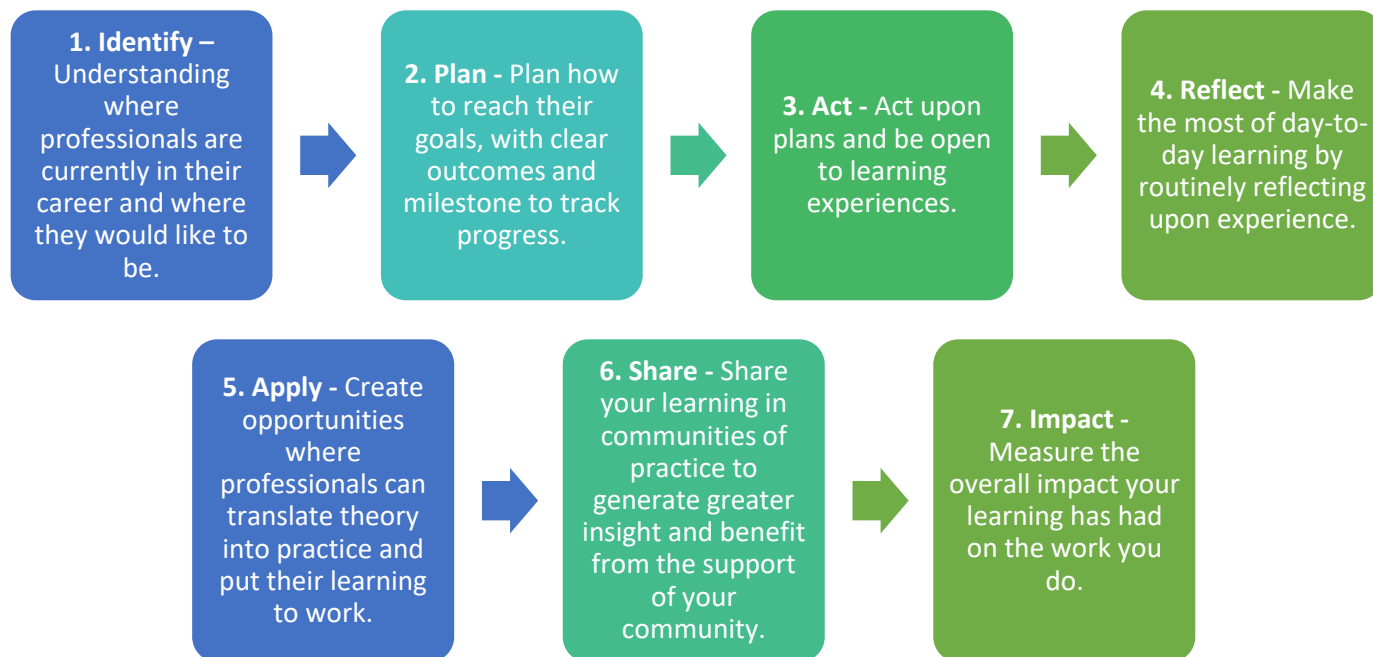 1. Identify –
Understanding
where
professionals are
currently in their
career and where
they would like to
be.
2. Plan - Plan how
to reach their
goals, with clear
outcomes and
milestone to track
progress.
3. Act - Act upon
plans and be open
to learning
experiences.
4. Reflect - Make
the most of day-to-
day learning by
routinely reflecting
upon experience.
5. Apply - Create
opportunities
where
professionals can
translate theory
into practice and
put their learning
to work.
6. Share - Share
your learning in
communities of
practice to
generate greater
insight and benefit
from the support
of your
community.
7. Impact -
Measure the
overall impact your
learning has had
on the work you
do.